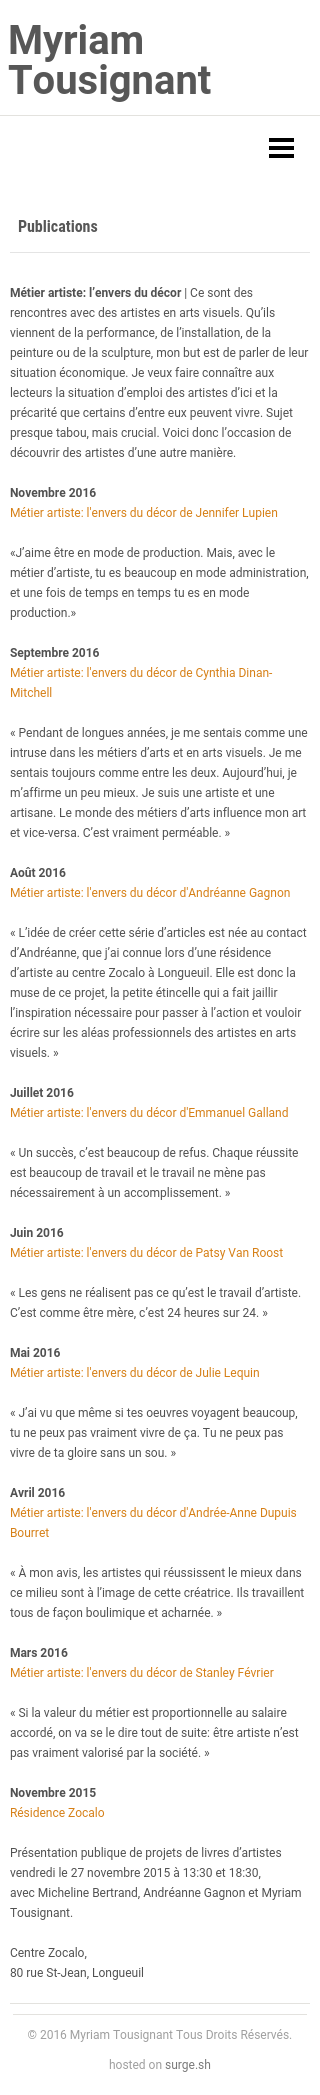 Myriam
Tousignant
Publications
Métier artiste: l’envers du décor | Ce sont des
rencontres avec des artistes en arts visuels. Qu’ils
viennent de la performance, de l’installation, de la
peinture ou de la sculpture, mon but est de parler de leur
situation économique. Je veux faire connaître aux
lecteurs la situation d’emploi des artistes d’ici et la
précarité que certains d’entre eux peuvent vivre. Sujet
presque tabou, mais crucial. Voici donc l’occasion de
découvrir des artistes d’une autre manière.
Novembre 2016
Métier artiste: l'envers du décor de Jennifer Lupien
«J’aime être en mode de production. Mais, avec le
métier d’artiste, tu es beaucoup en mode administration,
et une fois de temps en temps tu es en mode
production.»
Septembre 2016
Métier artiste: l'envers du décor de Cynthia Dinan-
Mitchell
« Pendant de longues années, je me sentais comme une
intruse dans les métiers d’arts et en arts visuels. Je me
sentais toujours comme entre les deux. Aujourd’hui, je
m’affirme un peu mieux. Je suis une artiste et une
artisane. Le monde des métiers d’arts influence mon art
et vice-versa. C’est vraiment perméable. »
Août 2016
Métier artiste: l'envers du décor d'Andréanne Gagnon
« L’idée de créer cette série d’articles est née au contact
d’Andréanne, que j’ai connue lors d’une résidence
d’artiste au centre Zocalo à Longueuil. Elle est donc la
muse de ce projet, la petite étincelle qui a fait jaillir
l’inspiration nécessaire pour passer à l’action et vouloir
écrire sur les aléas professionnels des artistes en arts
visuels. »
Juillet 2016
Métier artiste: l'envers du décor d'Emmanuel Galland
« Un succès, c’est beaucoup de refus. Chaque réussite
est beaucoup de travail et le travail ne mène pas
nécessairement à un accomplissement. »
Juin 2016
Métier artiste: l'envers du décor de Patsy Van Roost
« Les gens ne réalisent pas ce qu’est le travail d’artiste.
C’est comme être mère, c’est 24 heures sur 24. »
Mai 2016
Métier artiste: l'envers du décor de Julie Lequin
« J’ai vu que même si tes oeuvres voyagent beaucoup,
tu ne peux pas vraiment vivre de ça. Tu ne peux pas
vivre de ta gloire sans un sou. »
Avril 2016
Métier artiste: l'envers du décor d'Andrée-Anne Dupuis
Bourret
« À mon avis, les artistes qui réussissent le mieux dans
ce milieu sont à l’image de cette créatrice. Ils travaillent
tous de façon boulimique et acharnée. »
Mars 2016
Métier artiste: l'envers du décor de Stanley Février
« Si la valeur du métier est proportionnelle au salaire
accordé, on va se le dire tout de suite: être artiste n’est
pas vraiment valorisé par la société. »
Novembre 2015
Résidence Zocalo
Présentation publique de projets de livres d’artistes
vendredi le 27 novembre 2015 à 13:30 et 18:30,
avec Micheline Bertrand, Andréanne Gagnon et Myriam
Tousignant.
Centre Zocalo,
80 rue St-Jean, Longueuil
© 2016 Myriam Tousignant Tous Droits Réservés.
hosted on surge.sh